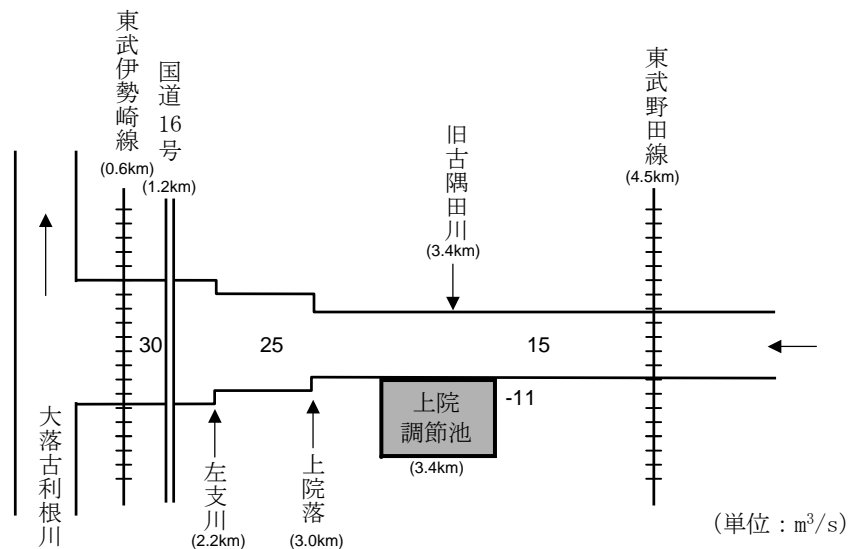 東武伊勢崎線
(0.6km)
国道16号
(1.2km)
旧古隅田川
(3.4km)
東武野田線
(4.5km)
30
25
15
-11
上院
調節池
(3.4km)
大落古利根川
左支川
(2.2km)
上院落
(3.0km)
(単位：m³/s)